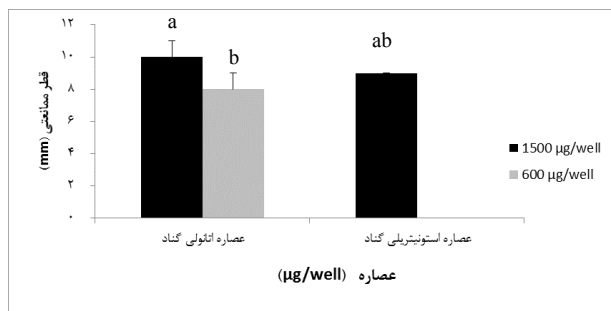 a
b
ab
۱۲
۱۰
۸
۶
۴
۲
۰
قطر ممانعتی (mm)
عصاره اتانولی گناد
عصاره استونیتریلی گناد
عصاره (µg/well)
1500 µg/well
600 µg/well